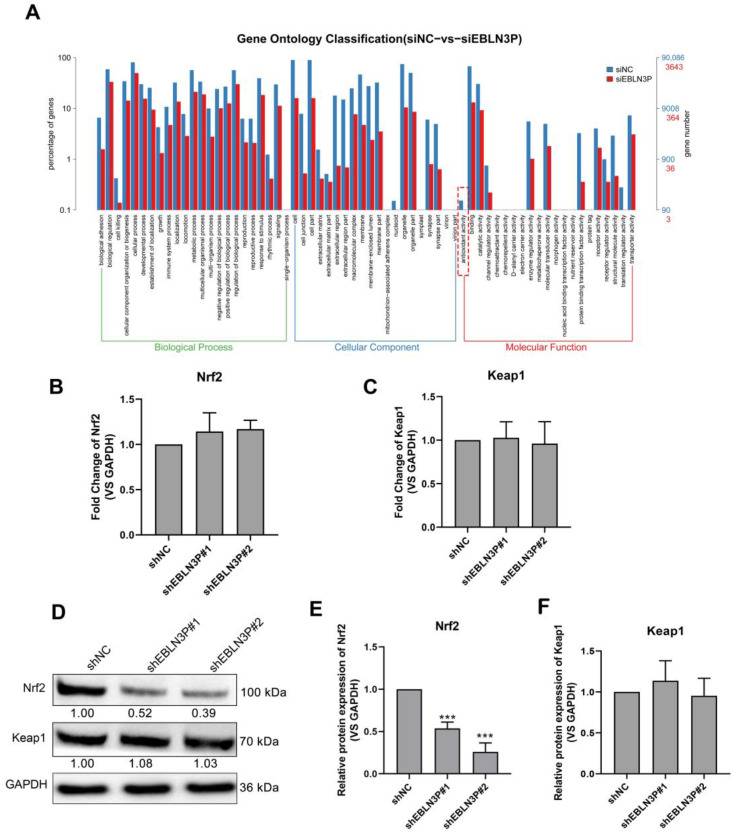 A
Gene Ontology Classification(siNC−vs−siEBLN3P)
percentage of genes
100
10
1
0.1
90,086
3643
9008
364
900
36
90
3
gene number
siNC
siEBLN3P
biological adhesion
biological regulation
cell killing
cellular component organization or biogenesis
cellular process
developmental process
establishment of localization
growth
immune system process
localization
locomotion
metabolic process
multicellular organismal process
multi−organism process
negative regulation of biological process
positive regulation of biological process
regulation of biological process
reproduction
reproductive process
response to stimulus
rhythmic process
signaling
single−organism process
cell
cell junction
cell part
extracellular matrix
extracellular matrix part
extracellular region
extracellular region part
macromolecular complex
membrane
membrane−enclosed lumen
membrane part
mitochondrion−associated adherens complex
nucleoid
organelle
organelle part
symplast
synapse
synapse part
virion
virion part
antioxidant activity
binding
catalytic activity
channel regulator activity
chemoattractant activity
chemorepellent activity
D−alanyl carrier activity
electron carrier activity
enzyme regulator activity
metallochaperone activity
molecular transducer activity
morphogen activity
nucleic acid binding transcription factor activity
nutrient reservoir activity
protein binding transcription factor activity
protein tag
receptor activity
receptor regulator activity
structural molecule activity
translation regulator activity
transporter activity
Biological Process
Cellular Component
Molecular Function
B
Nrf2
Fold Change of Nrf2
(VS GAPDH)
1.5
1.0
0.5
0.0
shNC
shEBLN3P#1
shEBLN3P#2
C
Keap1
Fold Change of Keap1
(VS GAPDH)
1.5
1.0
0.5
0.0
shNC
shEBLN3P#1
shEBLN3P#2
D
shNC
shEBLN3P#1
shEBLN3P#2
Nrf2
100 kDa
1.00 0.52 0.39
Keap1
70 kDa
1.00 1.08 1.03
GAPDH
36 kDa
E
Nrf2
Relative protein expression of Nrf2
(VS GAPDH)
1.5
1.0
0.5
0.0
***
***
shNC
shEBLN3P#1
shEBLN3P#2
F
Keap1
Relative protein expression of Keap1
(VS GAPDH)
1.5
1.0
0.5
0.0
shNC
shEBLN3P#1
shEBLN3P#2